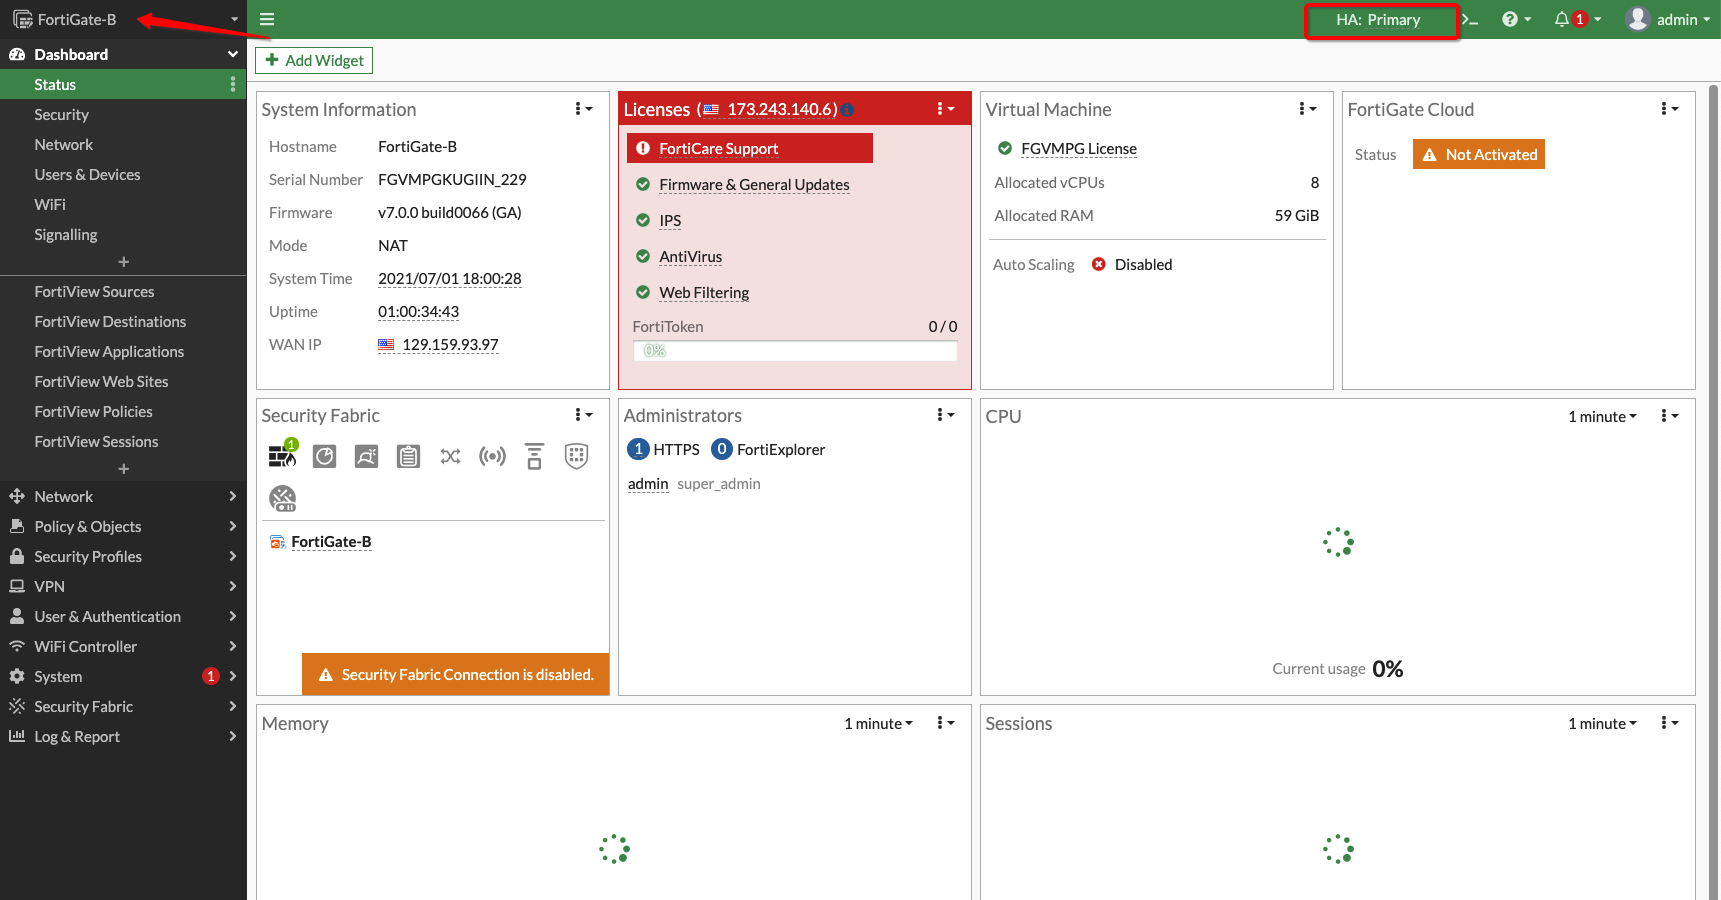 FortiGate-B
HA: Primary
>_
?
1
admin
Dashboard
Status
Security
Network
Users & Devices
WiFi
Signalling
+
FortiView Sources
FortiView Destinations
FortiView Applications
FortiView Web Sites
FortiView Policies
FortiView Sessions
+
Network
Policy & Objects
Security Profiles
VPN
User & Authentication
WiFi Controller
System 1
Security Fabric
Log & Report
+ Add Widget
System Information
Hostname FortiGate-B
Serial Number FGVMPGKUGIIN_229
Firmware v7.0.0 build0066 (GA)
Mode NAT
System Time 2021/07/01 18:00:28
Uptime 01:00:34:43
WAN IP 129.159.93.97
Licenses (173.243.140.6)
FortiCare Support
Firmware & General Updates
IPS
AntiVirus
Web Filtering
FortiToken 0 / 0
0%
Virtual Machine
FGVMPG License
Allocated vCPUs 8
Allocated RAM 59 GiB
Auto Scaling Disabled
FortiGate Cloud
Status Not Activated
Security Fabric
1
FortiGate-B
Security Fabric Connection is disabled.
Administrators
1 HTTPS 0 FortiExplorer
admin super_admin
CPU 1 minute
Current usage 0%
Memory 1 minute
Sessions 1 minute